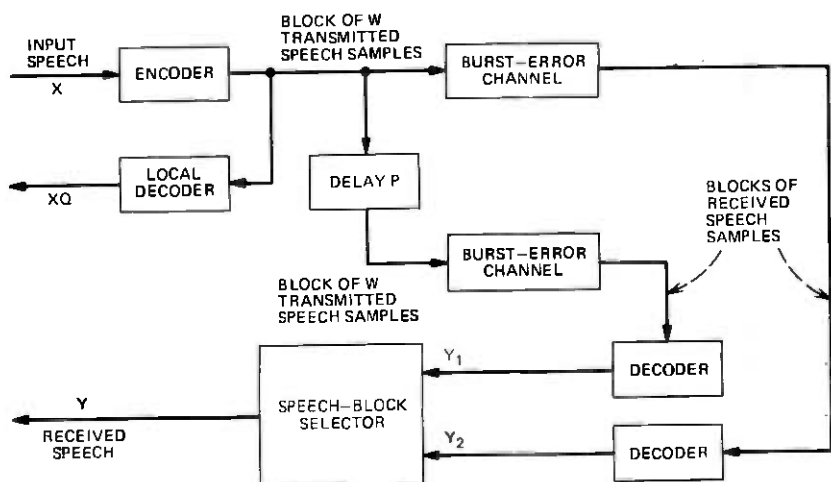 INPUT
SPEECH
X
ENCODER
BLOCK OF W
TRANSMITTED
SPEECH SAMPLES
BURST–ERROR
CHANNEL
XQ
LOCAL
DECODER
DELAY P
BLOCKS OF
RECEIVED
SPEECH
SAMPLES
BURST–ERROR
CHANNEL
BLOCK OF W
TRANSMITTED
SPEECH SAMPLES
Y
RECEIVED
SPEECH
SPEECH–BLOCK
SELECTOR
Y₁
DECODER
Y₂
DECODER